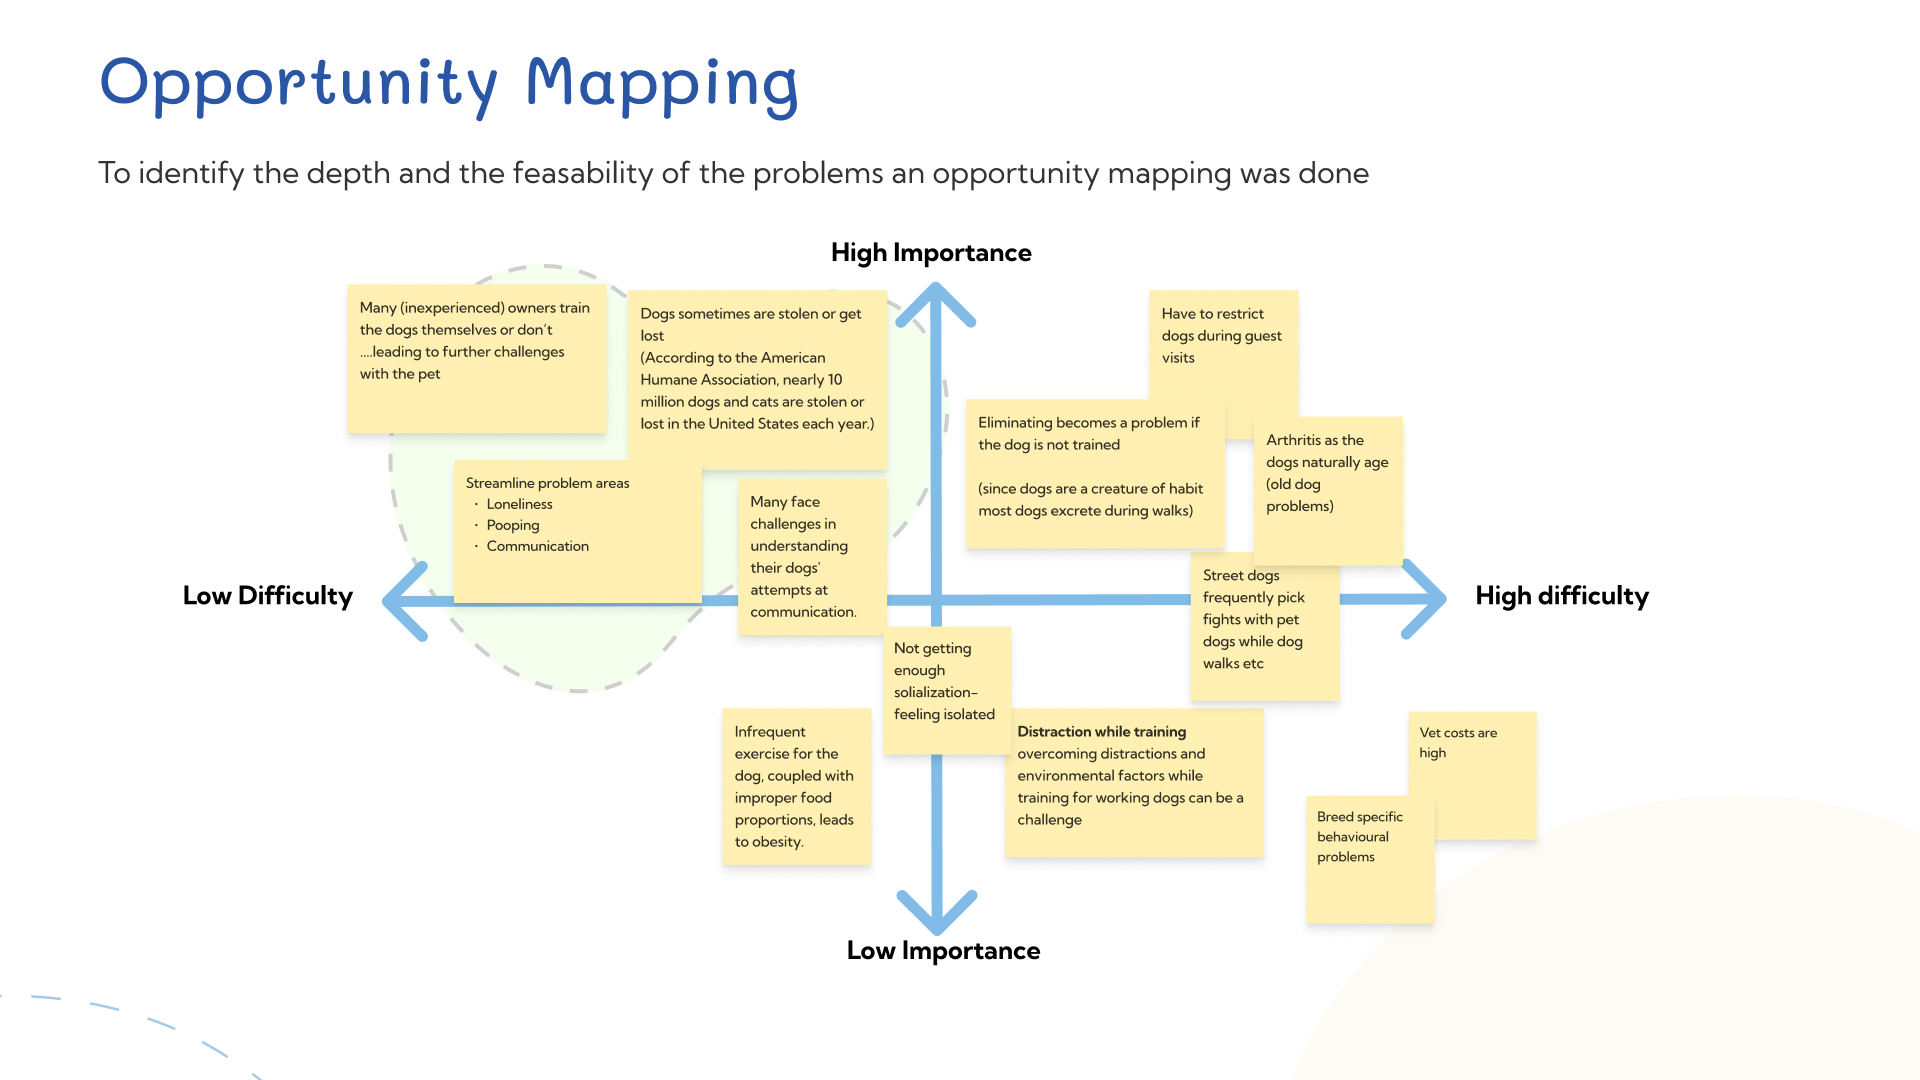 Opportunity Mapping
To identify the depth and the feasability of the problems an opportunity mapping was done
High Importance
Many (inexperienced) owners train
the dogs themselves or don’t
....leading to further challenges
with the pet
Dogs sometimes are stolen or get
lost
(According to the American
Humane Association, nearly 10
million dogs and cats are stolen or
lost in the United States each year.)
Have to restrict
dogs during guest
visits
Eliminating becomes a problem if
the dog is not trained
(since dogs are a creature of habit
most dogs excrete during walks)
Arthritis as the
dogs naturally age
(old dog
problems)
Streamline problem areas
· Loneliness
· Pooping
· Communication
Many face
challenges in
understanding
their dogs'
attempts at
communication.
Low Difficulty
High difficulty
Street dogs
frequently pick
fights with pet
dogs while dog
walks etc
Not getting
enough
solialization-
feeling isolated
Infrequent
exercise for the
dog, coupled with
improper food
proportions, leads
to obesity.
Distraction while training
overcoming distractions and
environmental factors while
training for working dogs can be a
challenge
Vet costs are
high
Breed specific
behavioural
problems
Low Importance